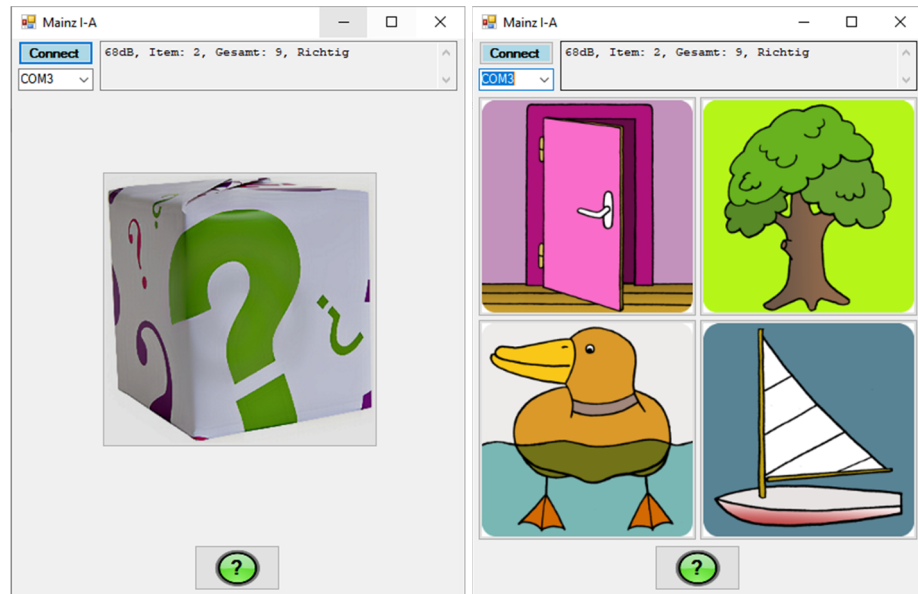 Mainz I-A
Connect
68dB, Item: 2, Gesamt: 9, Richtig
COM3
?
? ? ? ? ¿
?
Mainz I-A
Connect
68dB, Item: 2, Gesamt: 9, Richtig
COM3
?